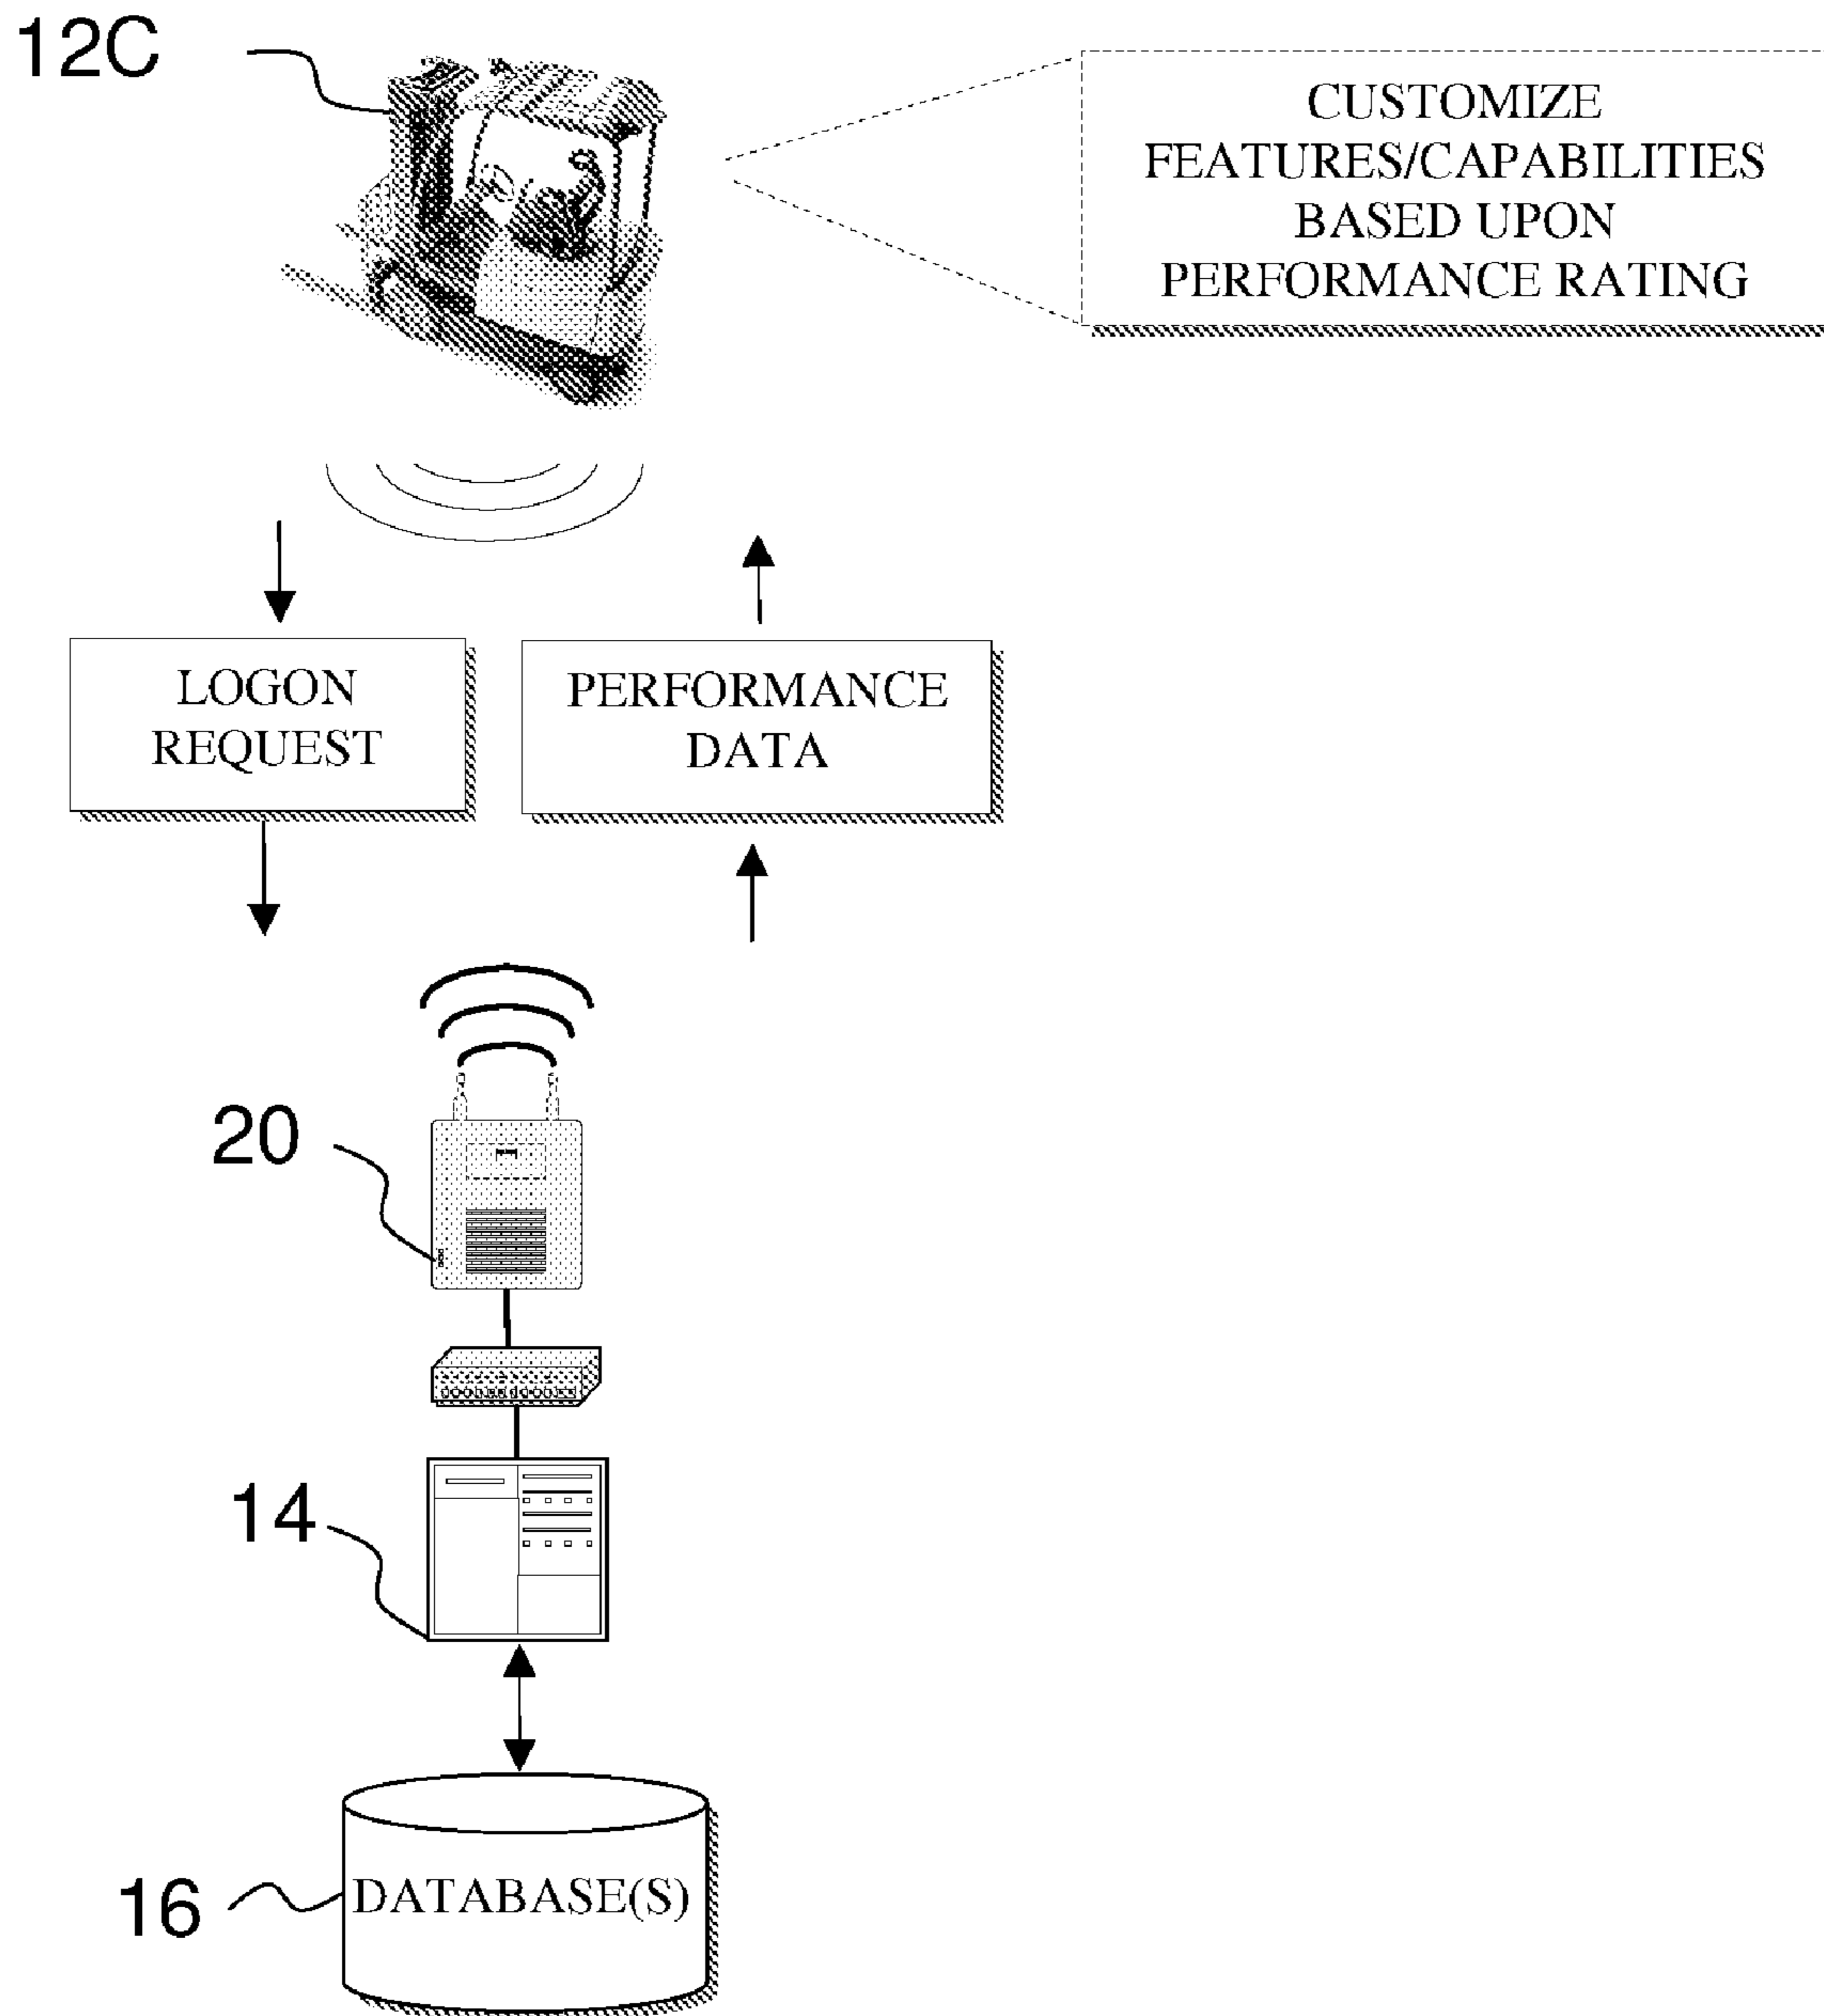 12C
CUSTOMIZE
FEATURES/CAPABILITIES
BASED UPON
PERFORMANCE RATING
LOGON
REQUEST
PERFORMANCE
DATA
20
14
16
DATABASE(S)